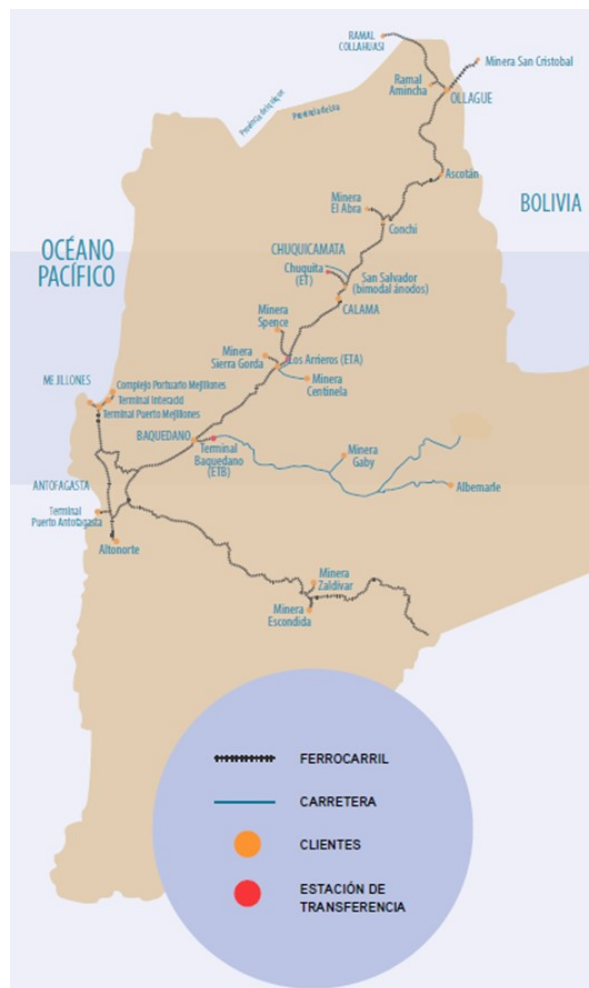 RAMAL
COLLAHUASI
Minera San Cristobal
Ramal
Amincha
OLLAGUE
Ascotán
Minera
El Abra
BOLIVIA
Conchi
OCÉANO
PACÍFICO
CHUQUICAMATA
Chuquita
(ET)
San Salvador
(bimodal ánodos)
CALAMA
Minera
Spence
Minera
Sierra Gorda
Los Arrieros (ETA)
Minera
Centinela
MEJILLONES
Complejo Portuario Mejillones
Terminal Interacid
Terminal Puerto Mejillones
BAQUEDANO
Terminal
Baquedano
(ETB)
Minera
Gaby
Albemarle
ANTOFAGASTA
Terminal
Puerto Antofagasta
Altonorte
Minera
Zaldívar
Minera
Escondida
FERROCARRIL
CARRETERA
CLIENTES
ESTACIÓN DE
TRANSFERENCIA